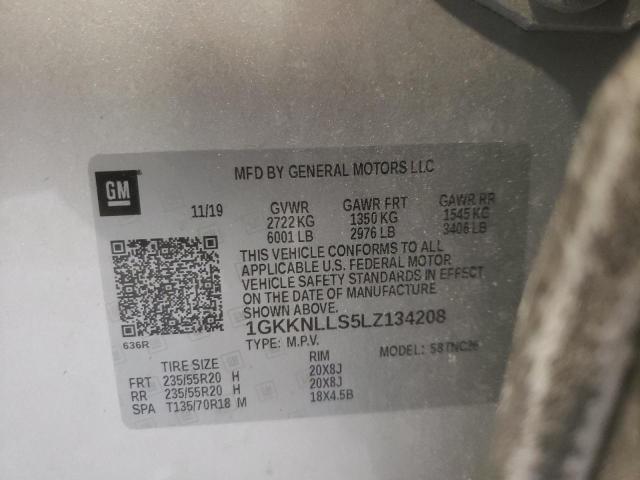 GM
MFD BY GENERAL MOTORS LLC
11/19 GVWR GAWR FRT GAWR RR
2722 KG 1350 KG 1545 KG
6001 LB 2976 LB 3406 LB
THIS VEHICLE CONFORMS TO ALL
APPLICABLE U.S. FEDERAL MOTOR
VEHICLE SAFETY STANDARDS IN EFFECT
ON THE DATE OF MANUFACTURE
SHOWN ABOVE.
1GKKNLLS5LZ134208
636R TYPE: M.P.V. MODEL:
TIRE SIZE RIM
FRT 235/55R20 H 20X8J
RR 235/55R20 H 20X8J
SPA T135/70R18 M 18X4.5B